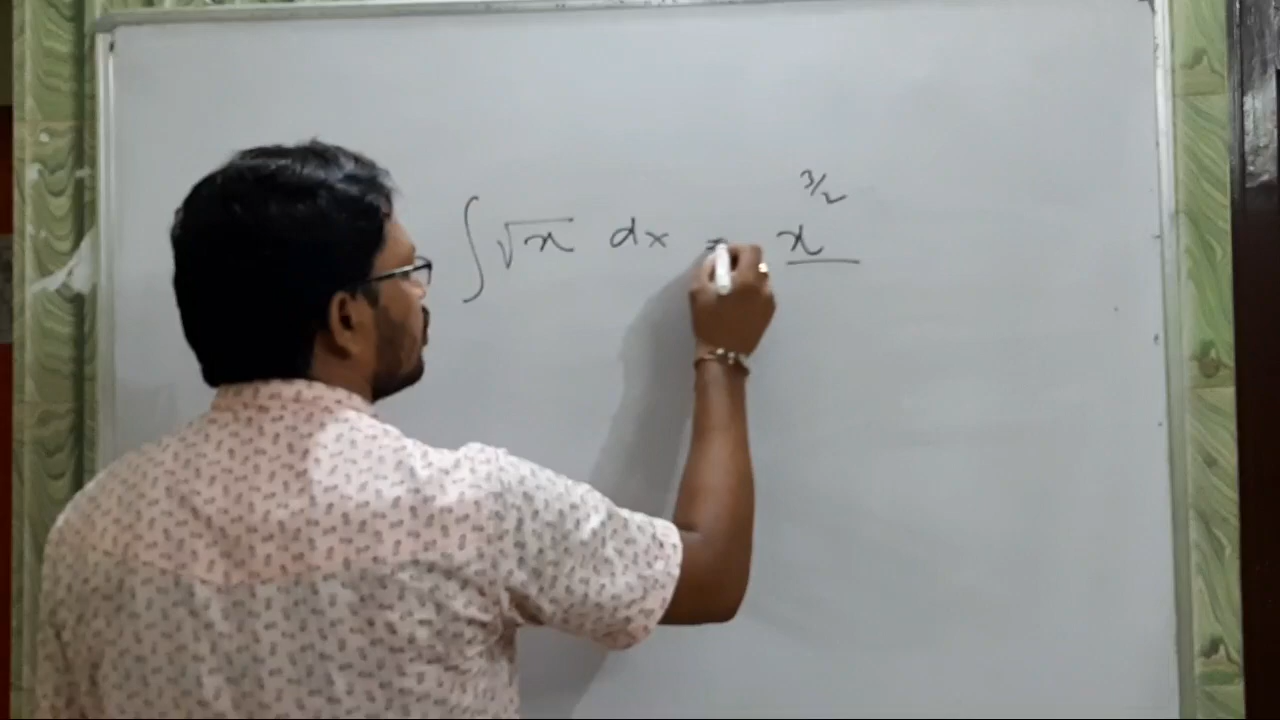 ∫√x dx = x^{3/2}